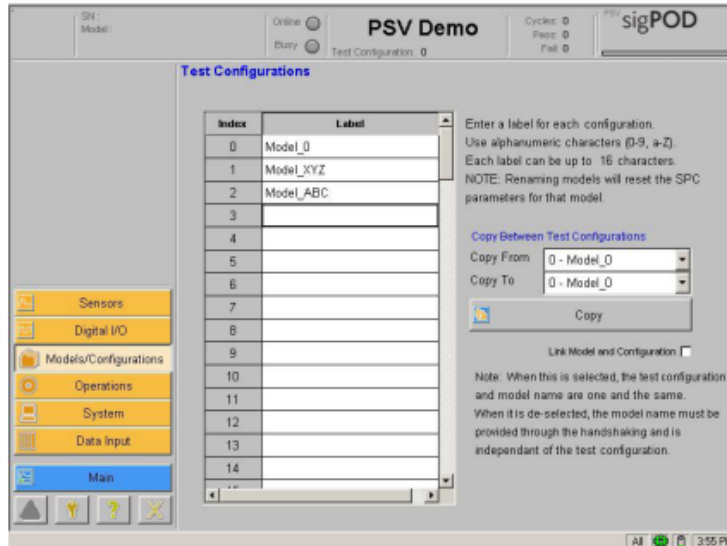 SN:
Model:
Online
Busy
PSV Demo
Test Configuration: 0
Cycles: 0
Pass: 0
Fail: 0
PSV sigPOD
Test Configurations
Index Label
0 Model_0
1 Model_XYZ
2 Model_ABC
3
4
5
6
7
8
9
10
11
12
13
14
Enter a label for each configuration.
Use alphanumeric characters (0-9, a-Z).
Each label can be up to 16 characters.
NOTE: Renaming models will reset the SPC
parameters for that model.
Copy Between Test Configurations
Copy From 0 - Model_0
Copy To 0 - Model_0
Copy
Link Model and Configuration
Note: When this is selected, the test configuration
and model name are one and the same.
When it is de-selected, the model name must be
provided through the handshaking and is
independant of the test configuration.
Sensors
Digital I/O
Models/Configurations
Operations
System
Data Input
Main
All 3:55 P